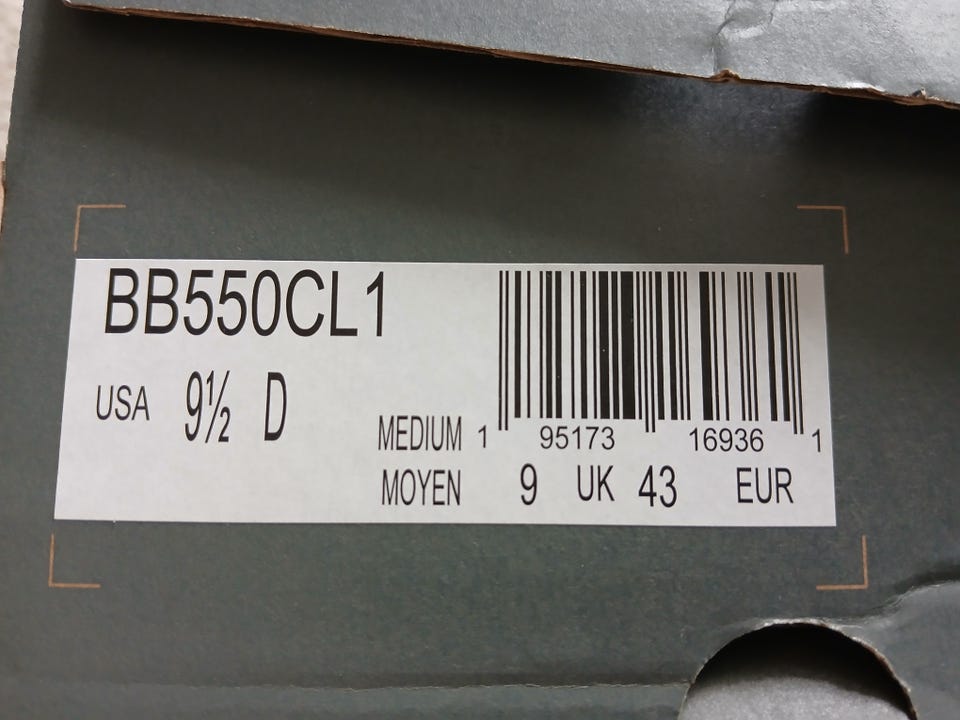 BB550CL1
USA 9½ D
MEDIUM 1 95173 16936 1
MOYEN 9 UK 43 EUR